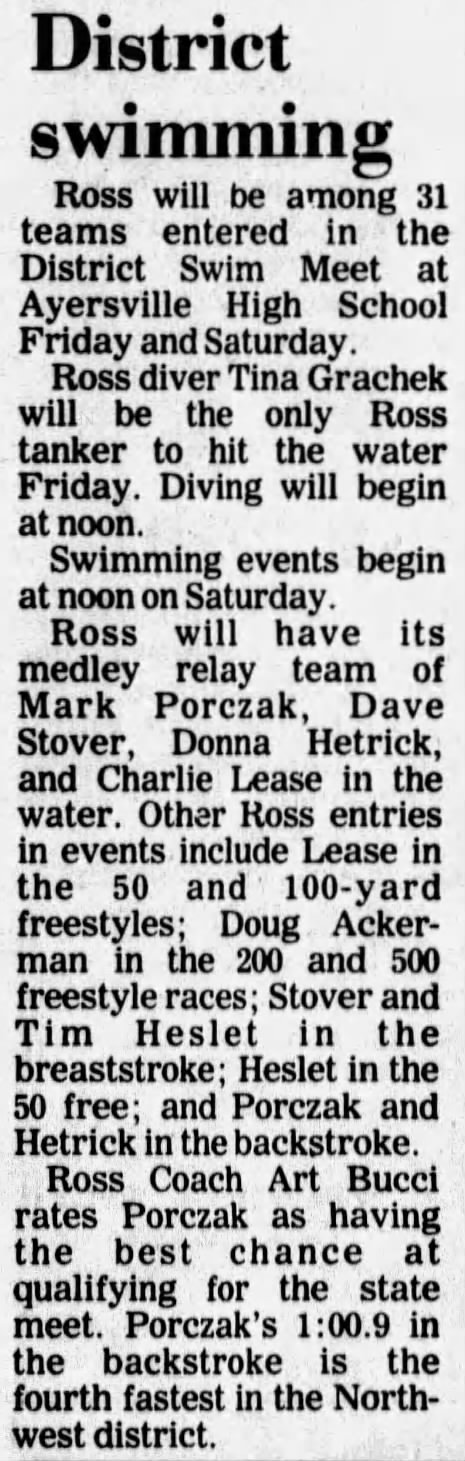 District
swimming
Ross will be among 31
teams entered in the
District Swim Meet at
Ayersville High School
Friday and Saturday.
Ross diver Tina Grachek
will be the only Ross
tanker to hit the water
Friday. Diving will begin
at noon.
Swimming events begin
at noon on Saturday.
Ross will have its
medley relay team of
Mark Porczak, Dave
Stover, Donna Hetrick,
and Charlie Lease in the
water. Other Ross entries
in events include Lease in
the 50 and 100-yard
freestyles; Doug Acker-
man in the 200 and 500
freestyle races; Stover and
Tim Heslet in the
breaststroke; Heslet in the
50 free; and Porczak and
Hetrick in the backstroke.
Ross Coach Art Bucci
rates Porczak as having
the best chance at
qualifying for the state
meet. Porczak's 1:00.9 in
the backstroke is the
fourth fastest in the North-
west district.